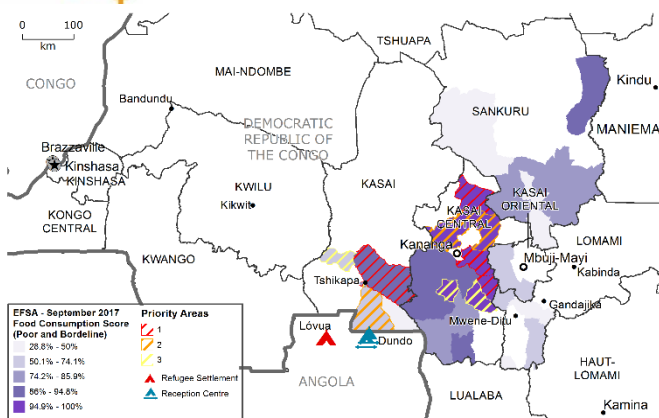 0 100
km
TSHUAPA
CONGO
MAI-NDOMBE
Kindu
Bandundu
SANKURU
MANIEMA
DEMOCRATIC
REPUBLIC OF
THE CONGO
Brazzaville
Kinshasa
KINSHASA
KASAI
KASAI
ORIENTAL
KWILU
Kikwit
KASAI
CENTRAL
KONGO
CENTRAL
LOMAMI
Kananga
Mbuji-Mayi
KWANGO
Kabinda
Tshikapa
Gandajika
Mwene-Ditu
EFSA - September 2017
Food Consumption Score
(Poor and Bordeline)
28.8% - 50%
50.1% - 74.1%
74.2% - 85.9%
86% - 94.8%
94.9% - 100%
Priority Areas
1
2
3
Refugee Settlement
Reception Centre
Lóvua
Dundo
HAUT-
LOMAMI
ANGOLA
LUALABA
Kamina